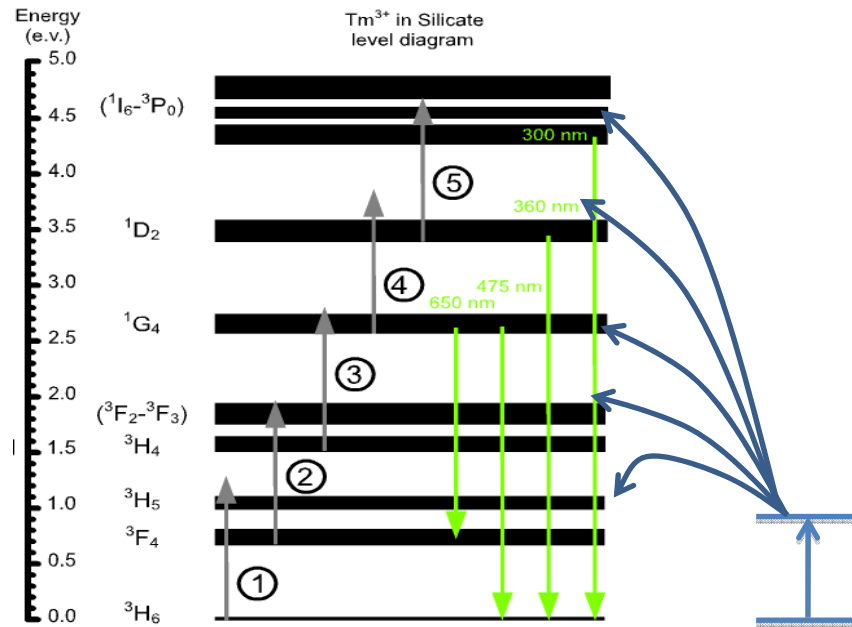 Energy
(e.v.)
Tm³⁺ in Silicate
level diagram
5.0
4.5
4.0
3.5
3.0
2.5
2.0
1.5
1.0
0.5
0.0
(¹I₆-³P₀)
¹D₂
¹G₄
(³F₂-³F₃)
³H₄
³H₅
³F₄
³H₆
300 nm
⑤
360 nm
④
475 nm
650 nm
③
②
①